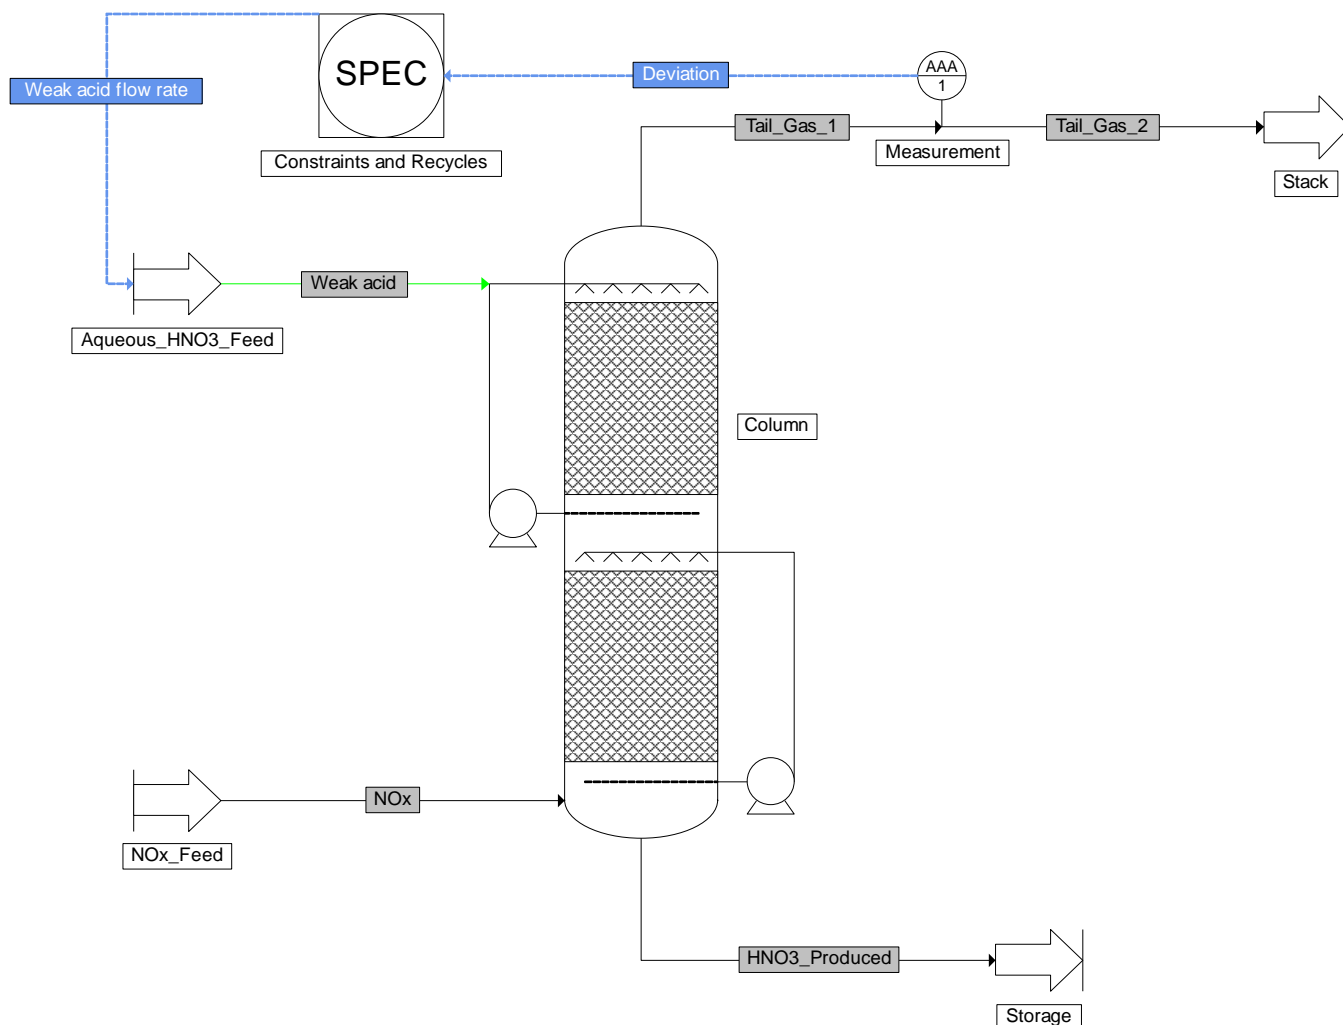 SPEC
Deviation
AAA
1
Weak acid flow rate
Constraints and Recycles
Tail_Gas_1
Tail_Gas_2
Measurement
Stack
Weak acid
Aqueous_HNO3_Feed
Column
NOx
NOx_Feed
HNO3_Produced
Storage